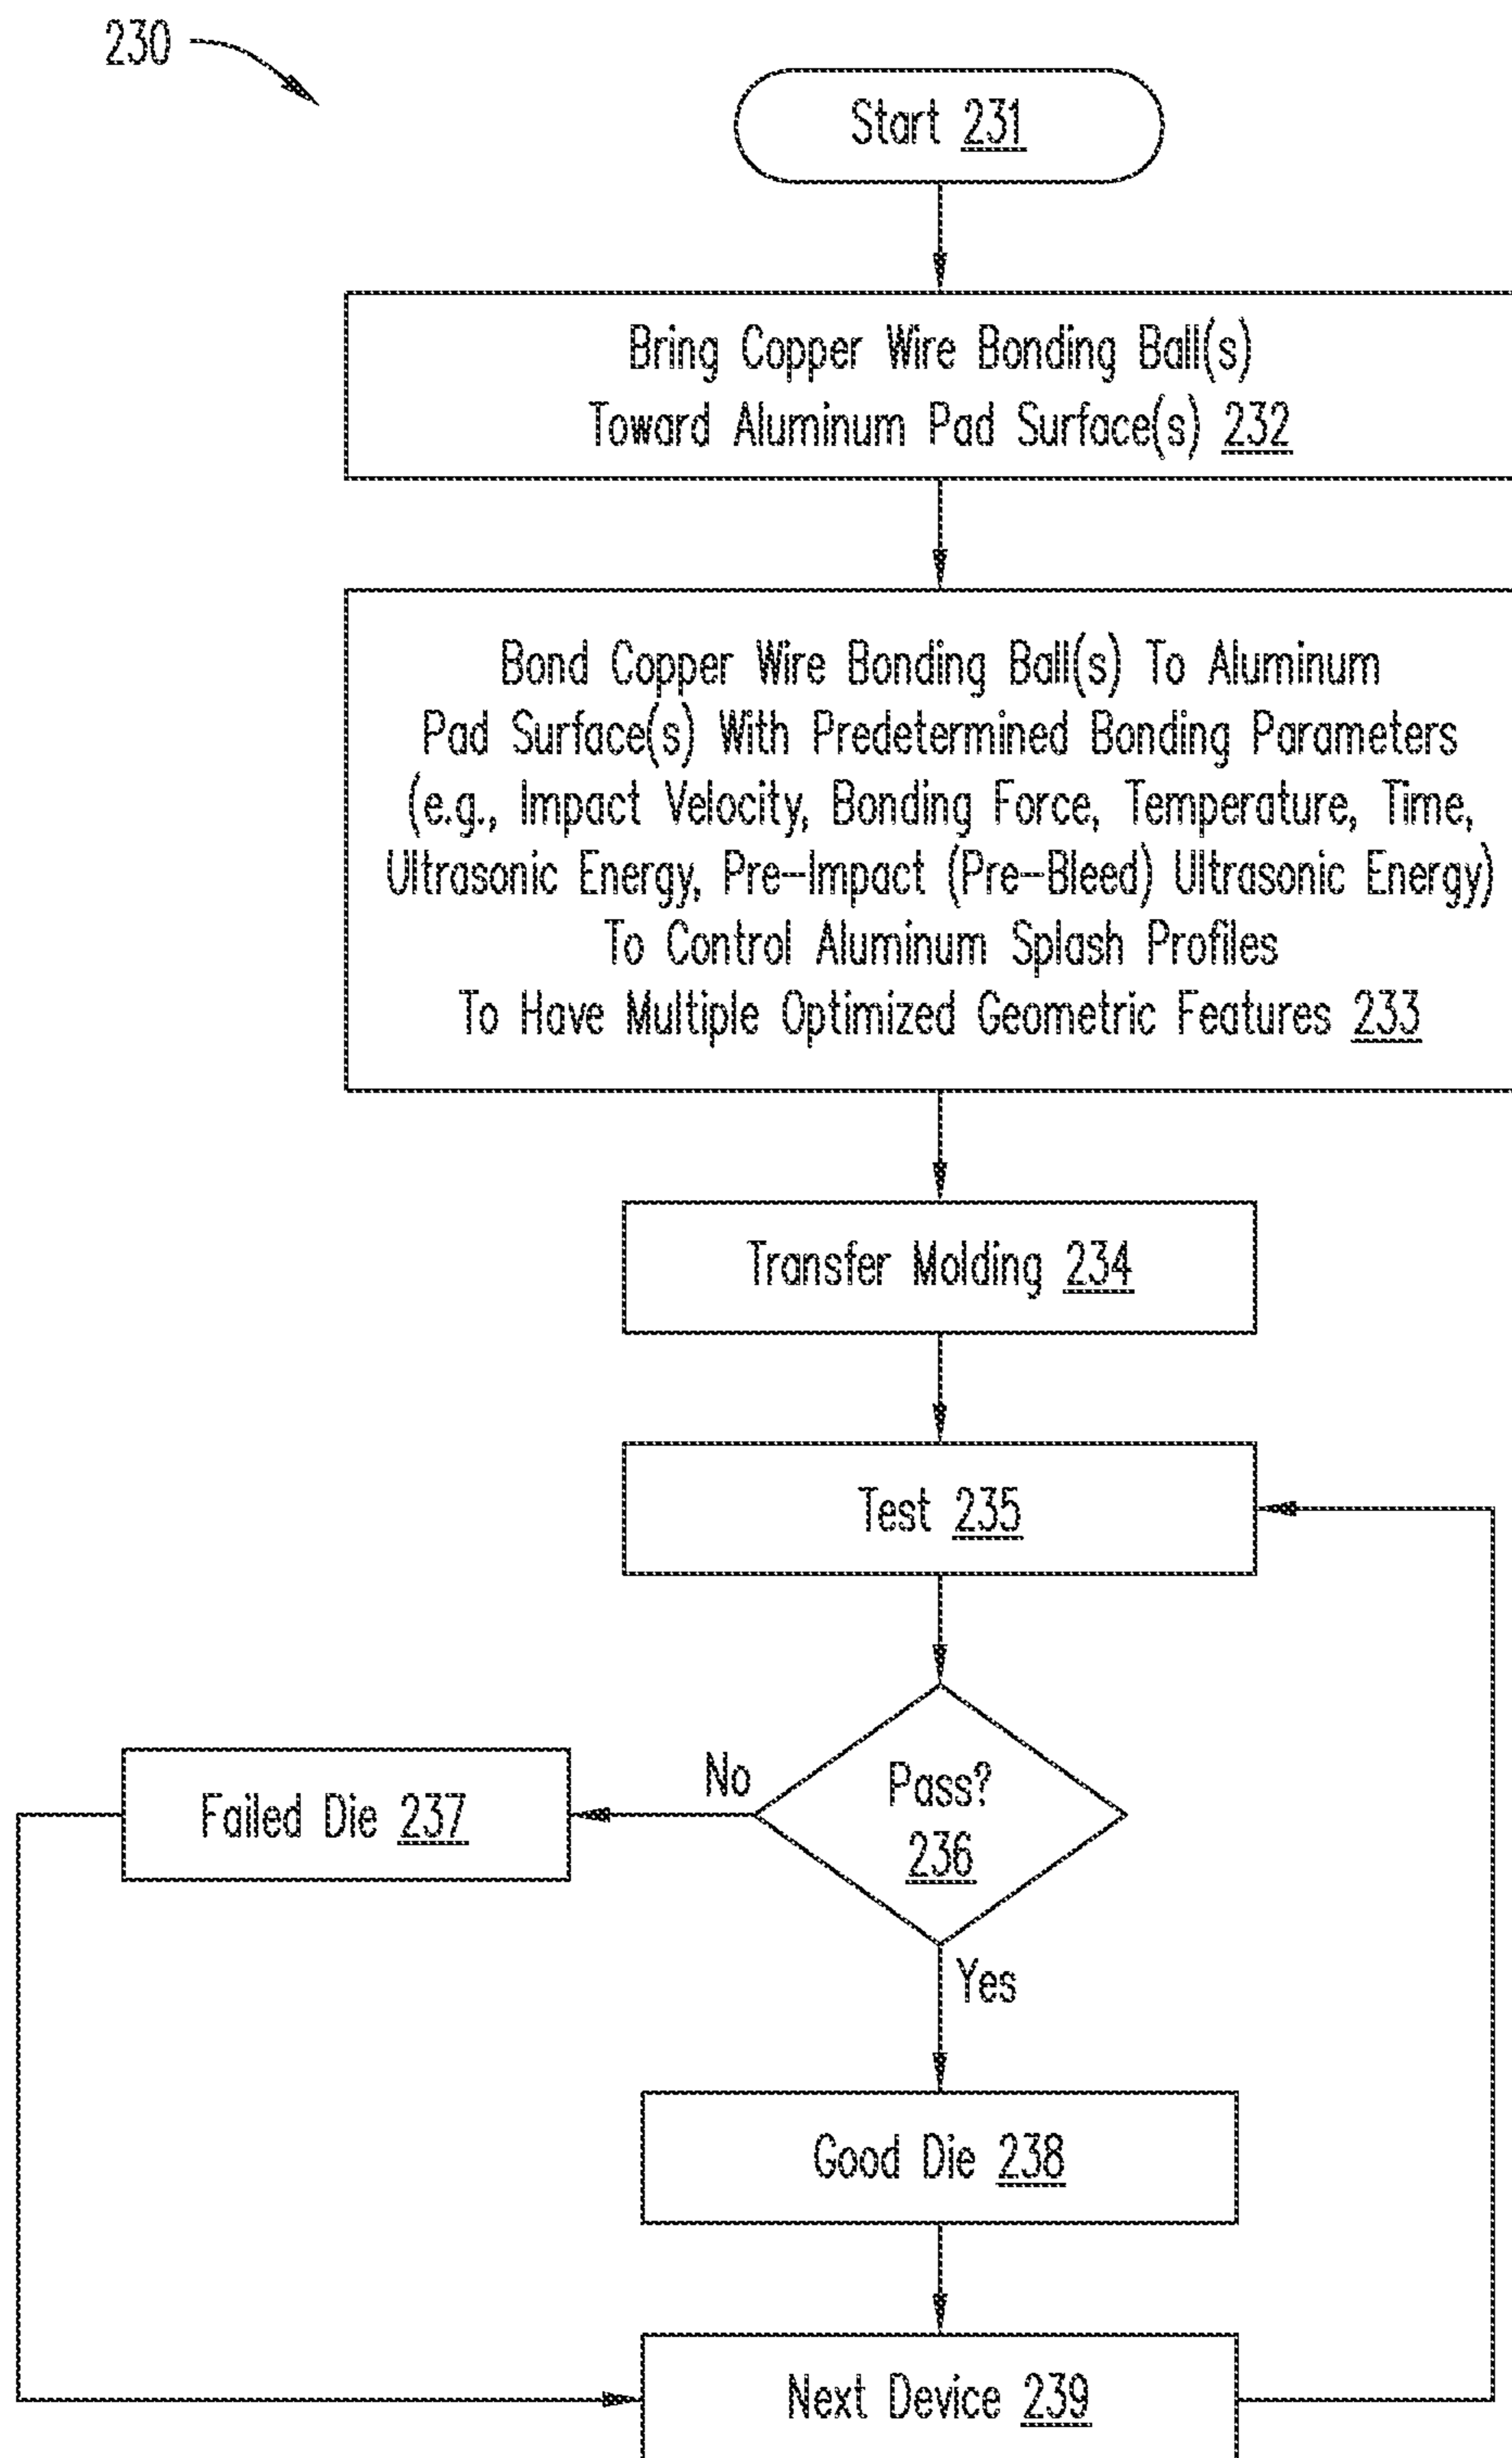 230
Start 231
Bring Copper Wire Bonding Ball(s)
Toward Aluminum Pad Surface(s) 232
Bond Copper Wire Bonding Ball(s) To Aluminum
Pad Surface(s) With Predetermined Bonding Parameters
(e.g., Impact Velocity, Bonding Force, Temperature, Time,
Ultrasonic Energy, Pre-Impact (Pre-Bleed) Ultrasonic Energy)
To Control Aluminum Splash Profiles
To Have Multiple Optimized Geometric Features 233
Transfer Molding 234
Test 235
Pass?
236
No
Failed Die 237
Yes
Good Die 238
Next Device 239